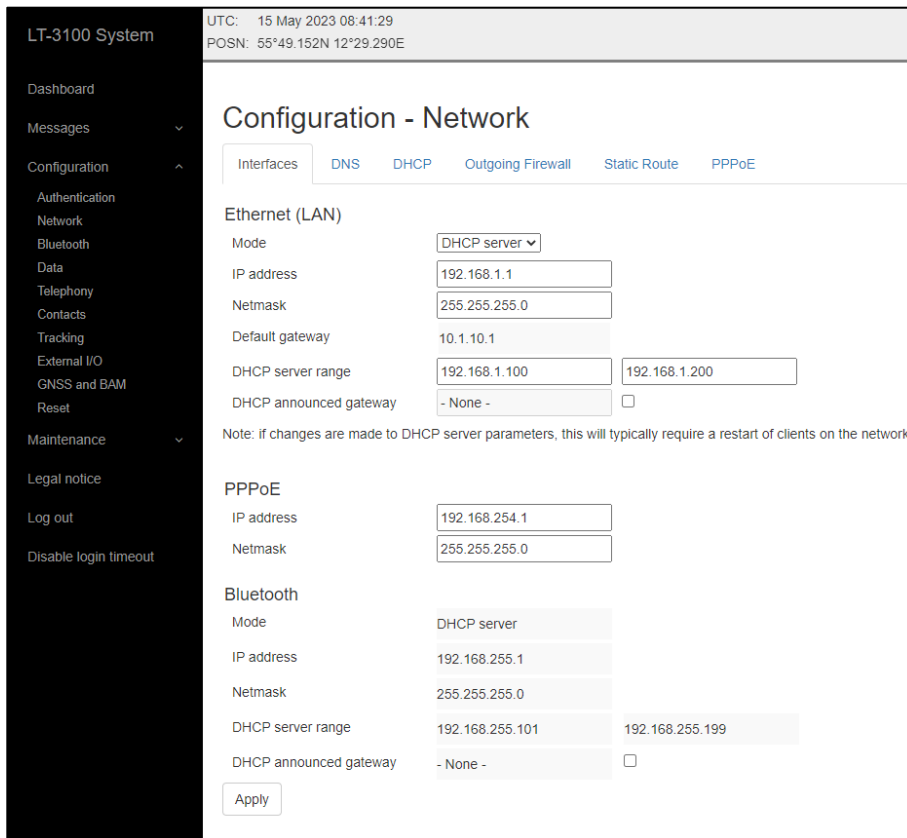 LT-3100 System
Dashboard
Messages
Configuration
Authentication
Network
Bluetooth
Data
Telephony
Contacts
Tracking
External I/O
GNSS and BAM
Reset
Maintenance
Legal notice
Log out
Disable login timeout
UTC: 15 May 2023 08:41:29
POSN: 55°49.152N 12°29.290E
Configuration - Network
Interfaces DNS DHCP Outgoing Firewall Static Route PPPoE
Ethernet (LAN)
Mode DHCP server
IP address 192.168.1.1
Netmask 255.255.255.0
Default gateway 10.1.10.1
DHCP server range 192.168.1.100 192.168.1.200
DHCP announced gateway - None -
Note: if changes are made to DHCP server parameters, this will typically require a restart of clients on the network
PPPoE
IP address 192.168.254.1
Netmask 255.255.255.0
Bluetooth
Mode DHCP server
IP address 192.168.255.1
Netmask 255.255.255.0
DHCP server range 192.168.255.101 192.168.255.199
DHCP announced gateway - None -
Apply